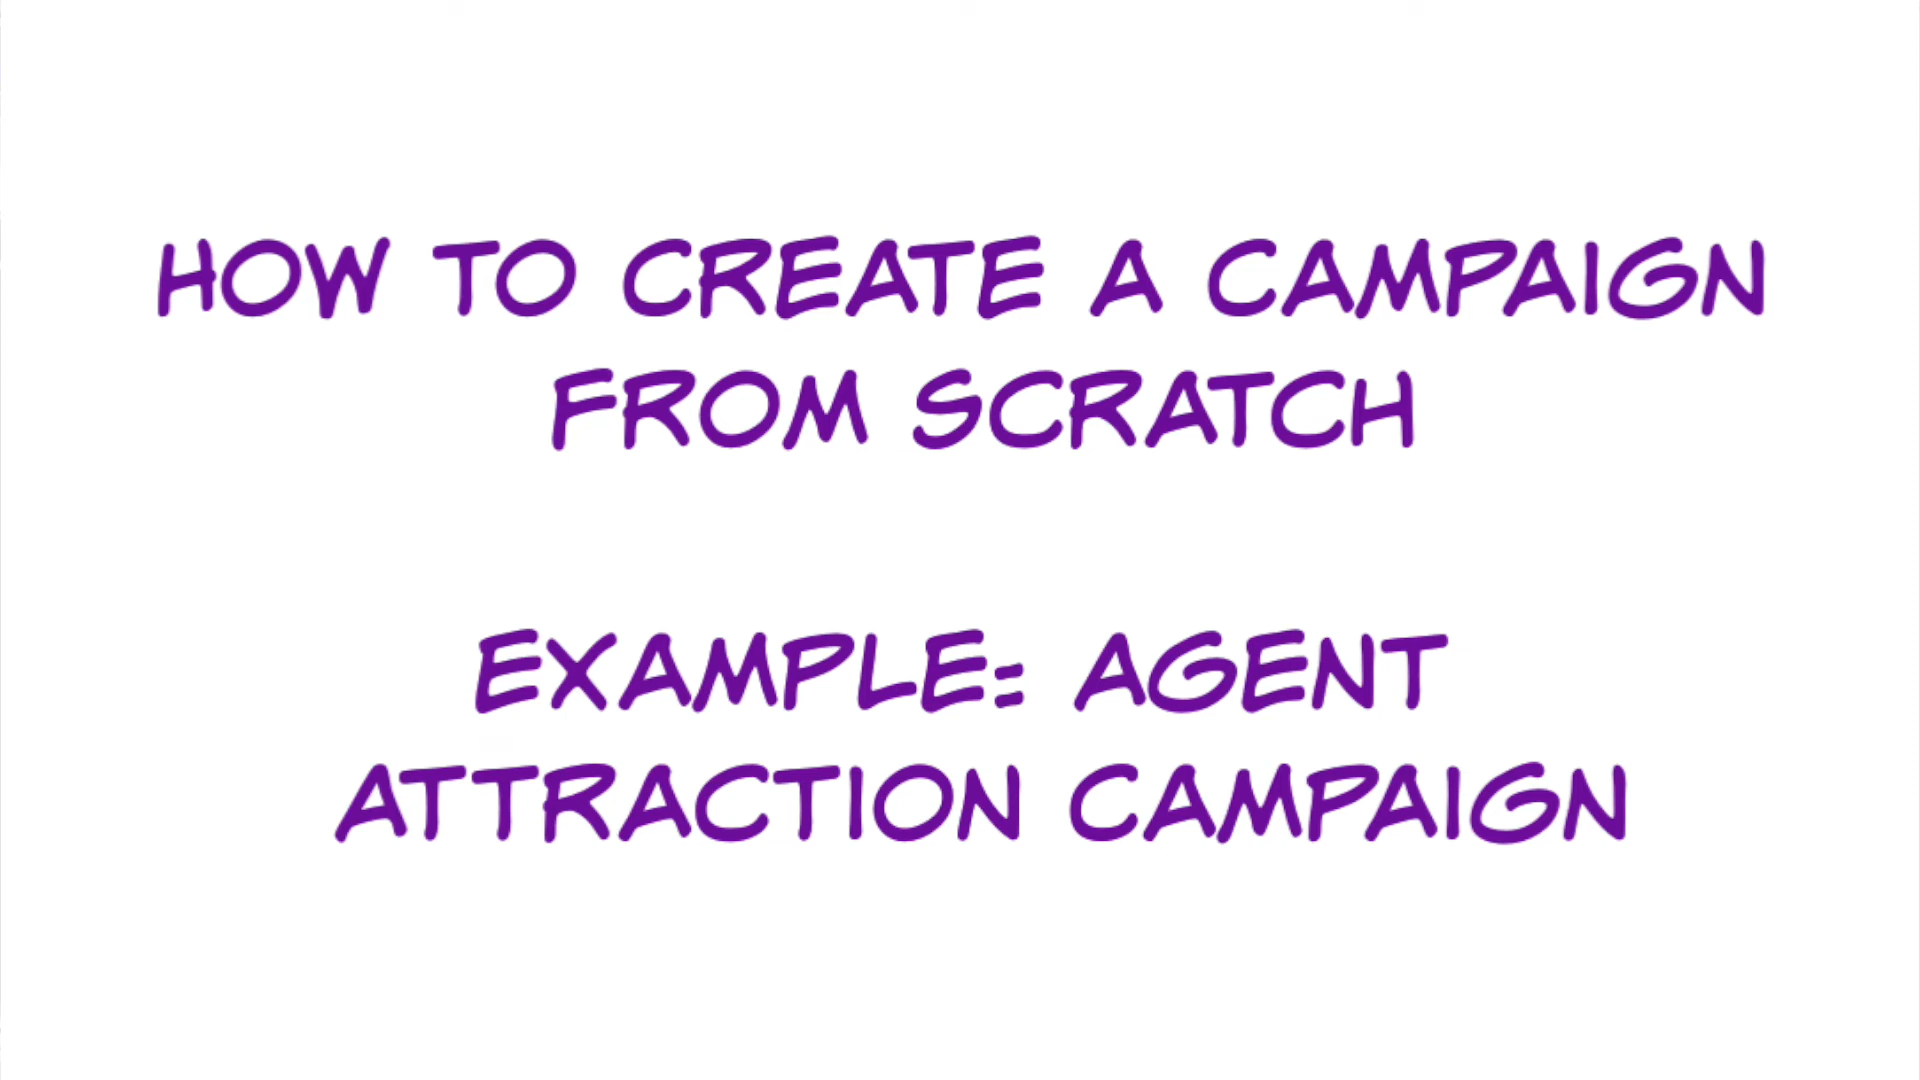 HOW TO CREATE A CAMPAIGN
FROM SCRATCH
EXAMPLE: AGENT
ATTRACTION CAMPAIGN